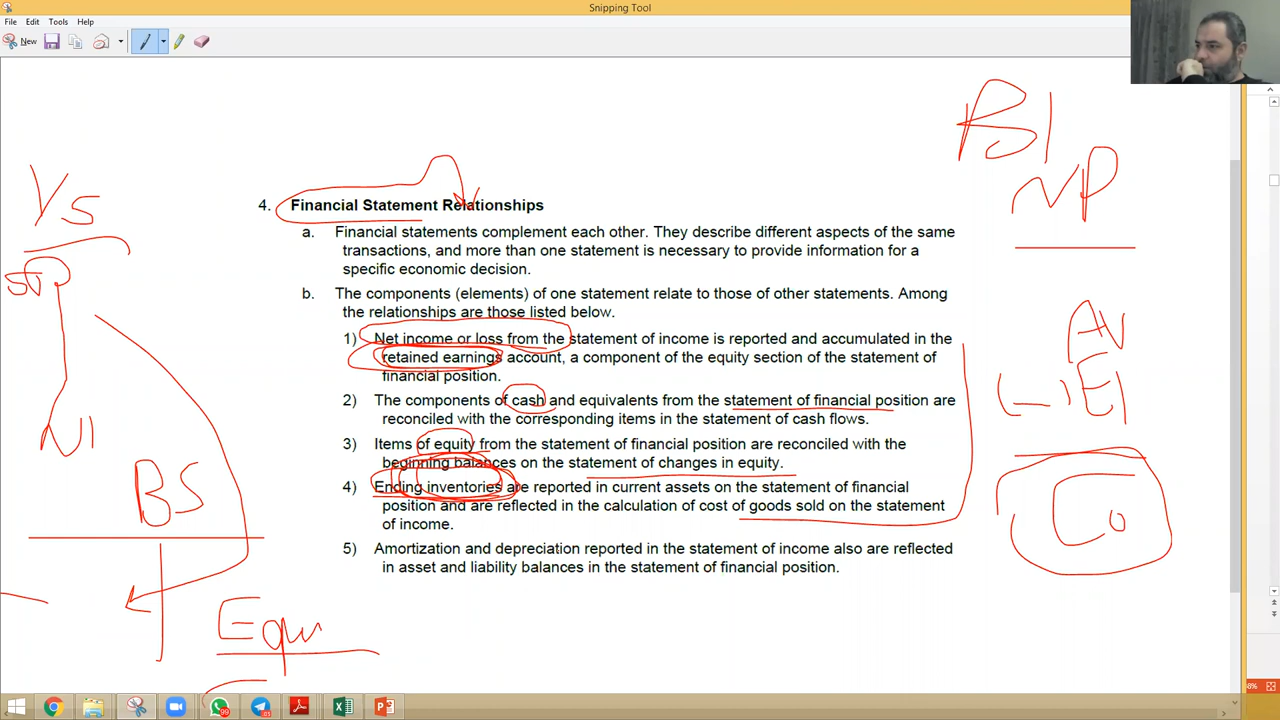 Snipping Tool
File Edit Tools Help
New
BI
NP
I/S
4. Financial Statement Relationships
a. Financial statements complement each other. They describe different aspects of the same
transactions, and more than one statement is necessary to provide information for a
specific economic decision.
b. The components (elements) of one statement relate to those of other statements. Among
the relationships are those listed below.
1) Net income or loss from the statement of income is reported and accumulated in the
retained earnings account, a component of the equity section of the statement of
financial position.
2) The components of cash and equivalents from the statement of financial position are
reconciled with the corresponding items in the statement of cash flows.
3) Items of equity from the statement of financial position are reconciled with the
beginning balances on the statement of changes in equity.
4) Ending inventories are reported in current assets on the statement of financial
position and are reflected in the calculation of cost of goods sold on the statement
of income.
5) Amortization and depreciation reported in the statement of income also are reflected
in asset and liability balances in the statement of financial position.
AV
EI
NI
BS
Equ